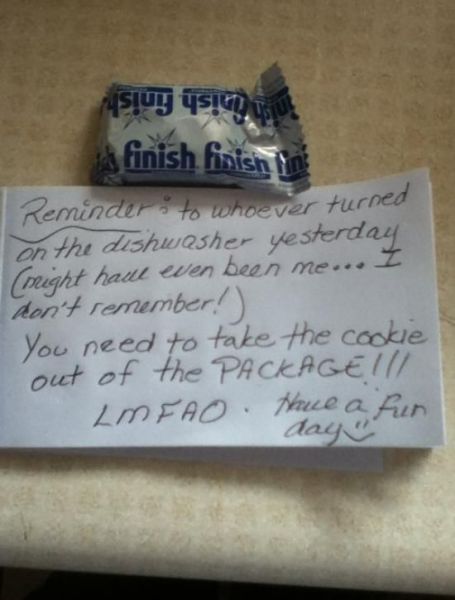 finish finish finish
finish finish fin
Reminder: to whoever turned
on the dishwasher yesterday
(might have even been me... I
don't remember!)
You need to take the cookie
out of the PACKAGE!!!
LMFAO. Have a fun
day